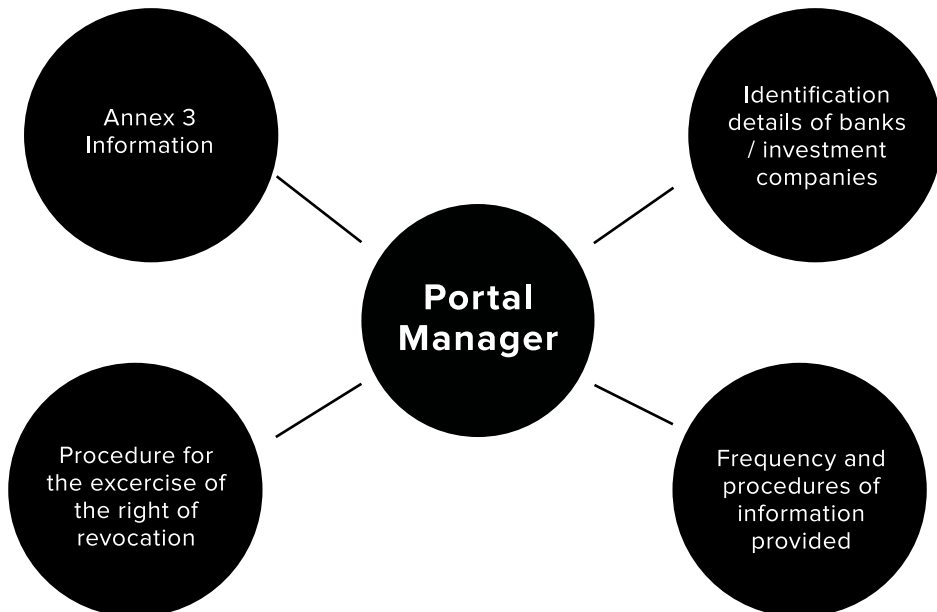 Annex 3
Information
Identification
details of banks
/ investment
companies
Portal
Manager
Procedure for
the excercise of
the right of
revocation
Frequency and
procedures of
information
provided